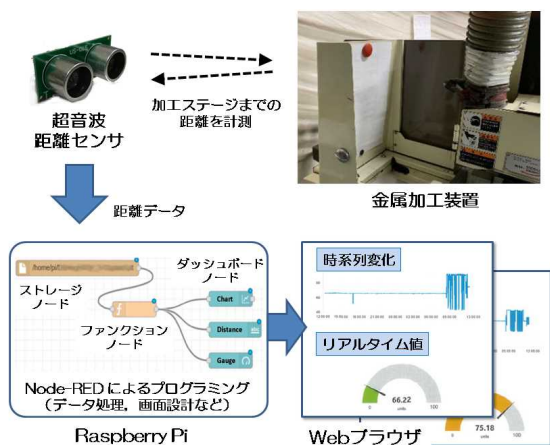 加工ステージまでの
距離を計測
超音波
距離センサ
金属加工装置
距離データ
ダッシュボード
ノード
ストレージ
ノード
Chart
ファンクション
ノード
Distance
Gauge
Node-REDによるプログラミング
(データ処理，画面設計など)
Raspberry Pi
時系列変化
リアルタイム値
66.22
units
0
100
75.18
units
100
Webブラウザ